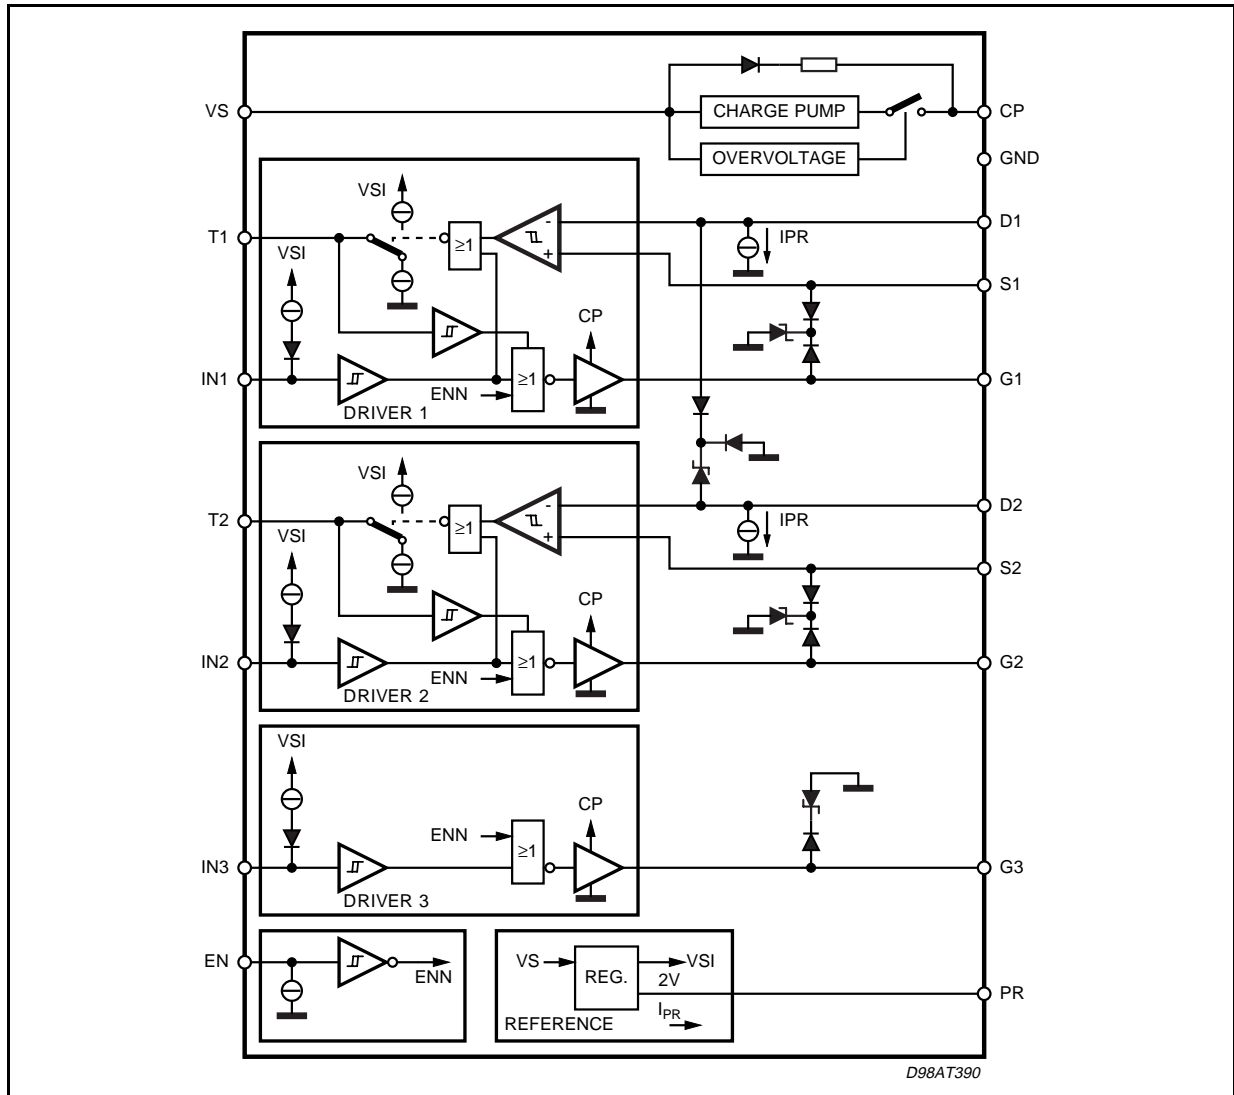 VS
CHARGE PUMP
CP
OVERVOLTAGE
GND
VSI
T1
≥1
-
+
D1
IPR
VSI
S1
CP
IN1
ENN
≥1
G1
DRIVER 1
VSI
T2
≥1
-
+
D2
IPR
VSI
S2
CP
IN2
ENN
≥1
G2
DRIVER 2
VSI
CP
ENN
≥1
IN3
G3
DRIVER 3
EN
ENN
VS
REG.
VSI
2V
PR
IPR
REFERENCE
D98AT390